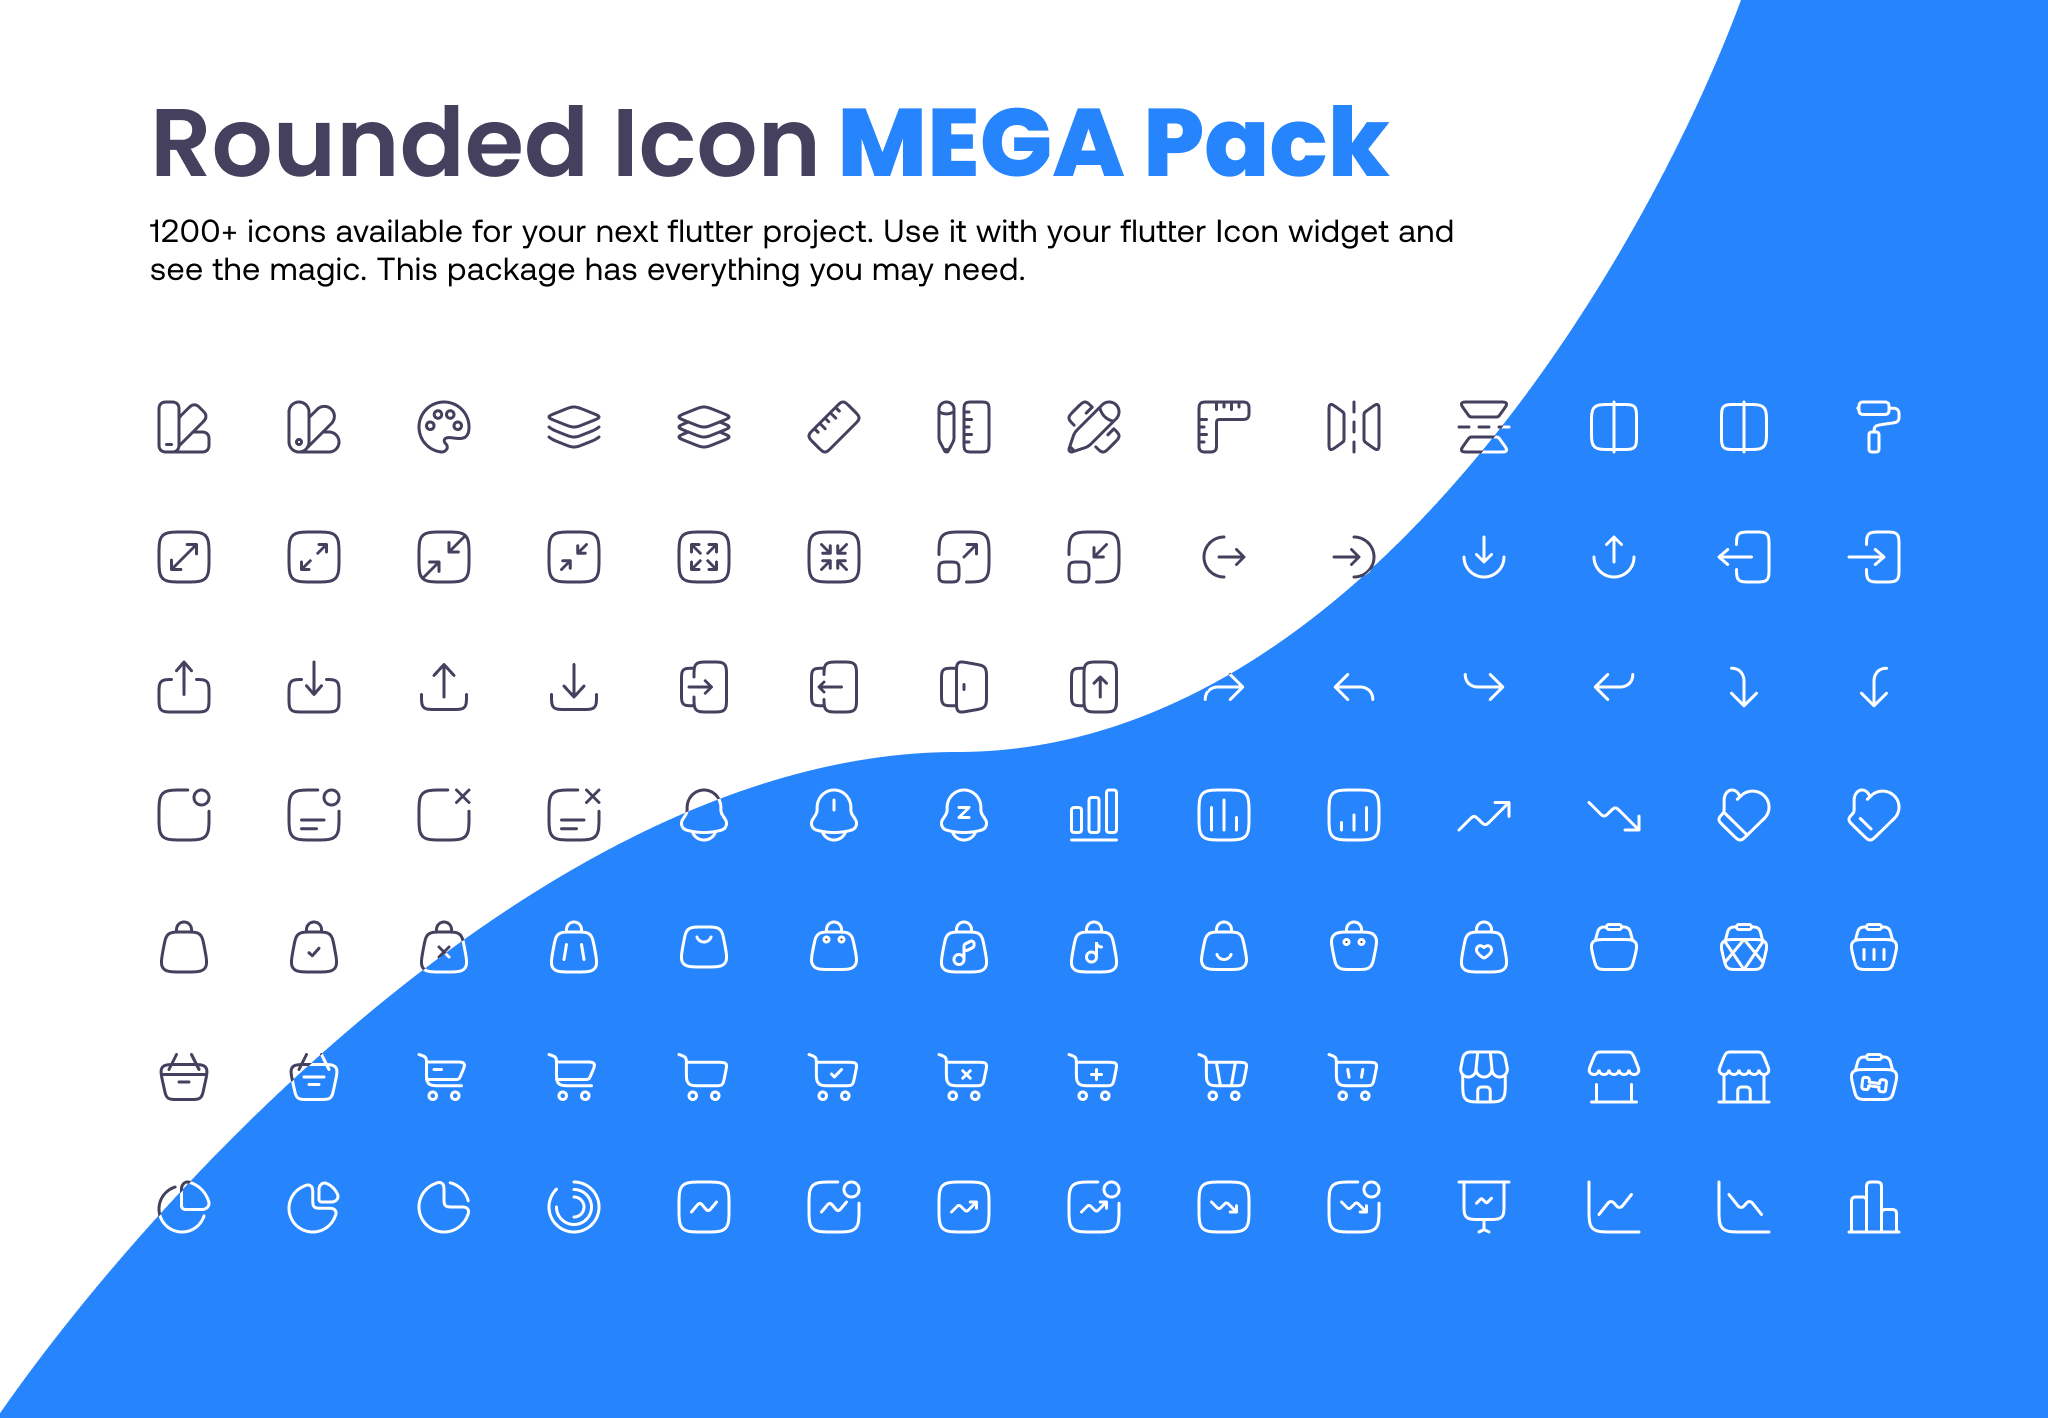 Rounded Icon MEGA Pack
1200+ icons available for your next flutter project. Use it with your flutter Icon widget and
see the magic. This package has everything you may need.
Z